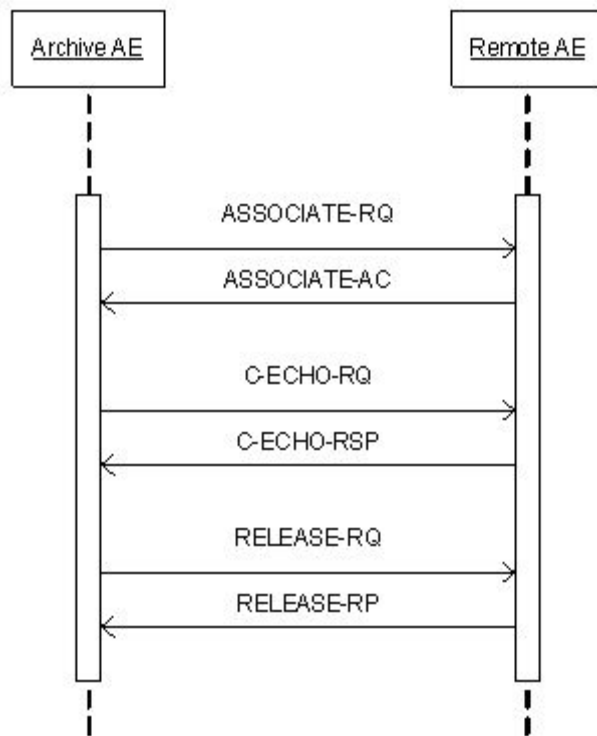 Archive AE
Remote AE
ASSOCIATE-RQ
ASSOCIATE-AC
C-ECHO-RQ
C-ECHO-RSP
RELEASE-RQ
RELEASE-RP